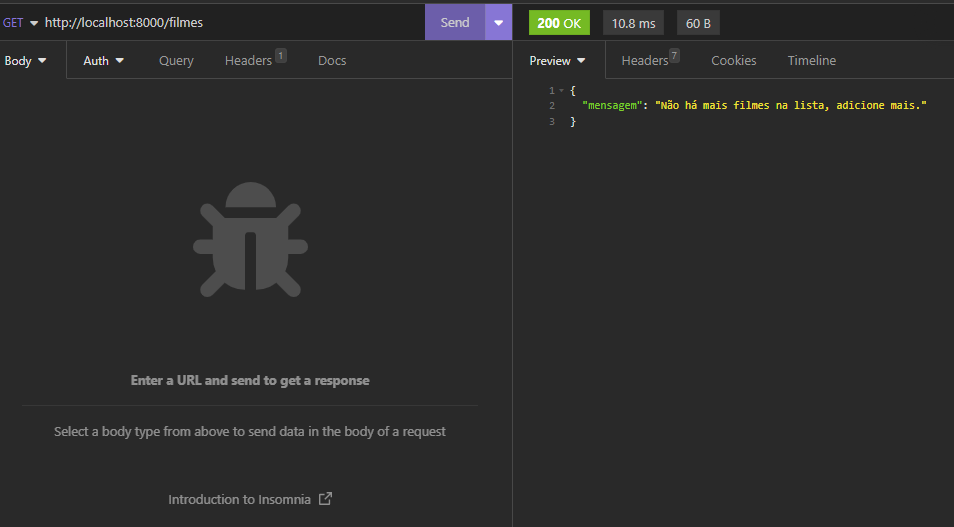 GET http://localhost:8000/filmes Send 200 OK 10.8 ms 60 B
Body Auth Query Headers 1 Docs Preview Headers 7 Cookies Timeline
1 {
2 "mensagem": "Não há mais filmes na lista, adicione mais."
3 }
Enter a URL and send to get a response
Select a body type from above to send data in the body of a request
Introduction to Insomnia